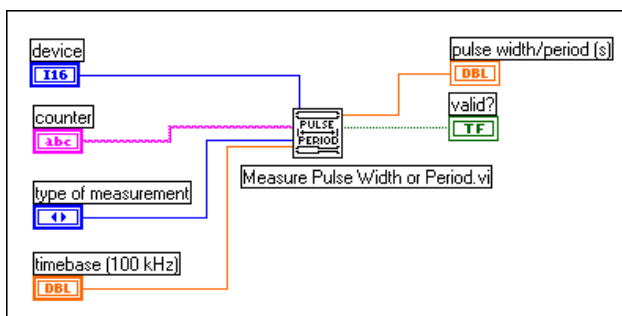 device
I16
counter
abc
type of measurement
timebase (100 kHz)
DBL
PULSE
PERIOD
Measure Pulse Width or Period.vi
pulse width/period (s)
DBL
valid?
TF